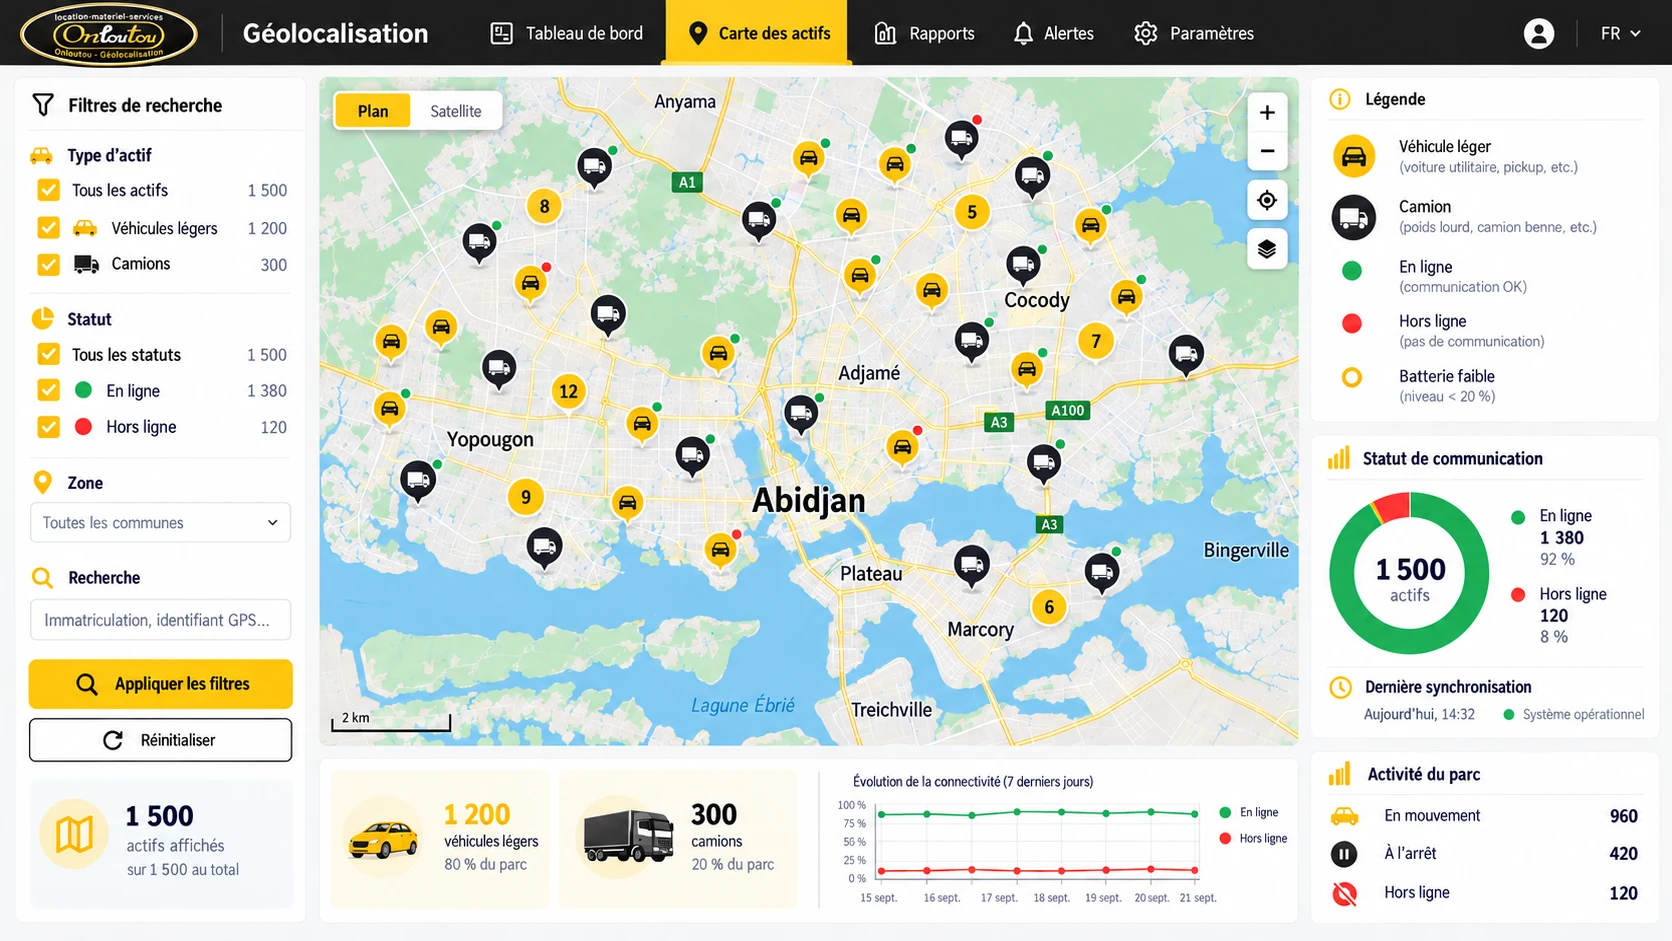 location-materiel-services
Onloutou
Onloutou - Géolocalisation
Géolocalisation
Tableau de bord
Carte des actifs
Rapports
Alertes
Paramètres
FR
Filtres de recherche
Type d'actif
Tous les actifs 1 500
Véhicules légers 1 200
Camions 300
Statut
Tous les statuts 1 500
En ligne 1 380
Hors ligne 120
Zone
Toutes les communes
Recherche
Immatriculation, identifiant GPS...
Appliquer les filtres
Réinitialiser
1 500
actifs affichés
sur 1 500 au total
Plan Satellite
Anyama
A1
8
5
Cocody
7
12
Adjamé
A100
A3
Yopougon
9
Abidjan
A3
Bingerville
Plateau
6
Marcory
Lagune Ébrié
Treichville
2 km
+
−
1 200
véhicules légers
80 % du parc
300
camions
20 % du parc
Évolution de la connectivité (7 derniers jours)
100 %
75 %
50 %
25 %
0 %
15 sept. 16 sept. 17 sept. 18 sept. 19 sept. 20 sept. 21 sept.
En ligne
Hors ligne
Légende
Véhicule léger
(voiture utilitaire, pickup, etc.)
Camion
(poids lourd, camion benne, etc.)
En ligne
(communication OK)
Hors ligne
(pas de communication)
Batterie faible
(niveau < 20 %)
Statut de communication
1 500
actifs
En ligne
1 380
92 %
Hors ligne
120
8 %
Dernière synchronisation
Aujourd'hui, 14:32
Système opérationnel
Activité du parc
En mouvement 960
À l'arrêt 420
Hors ligne 120